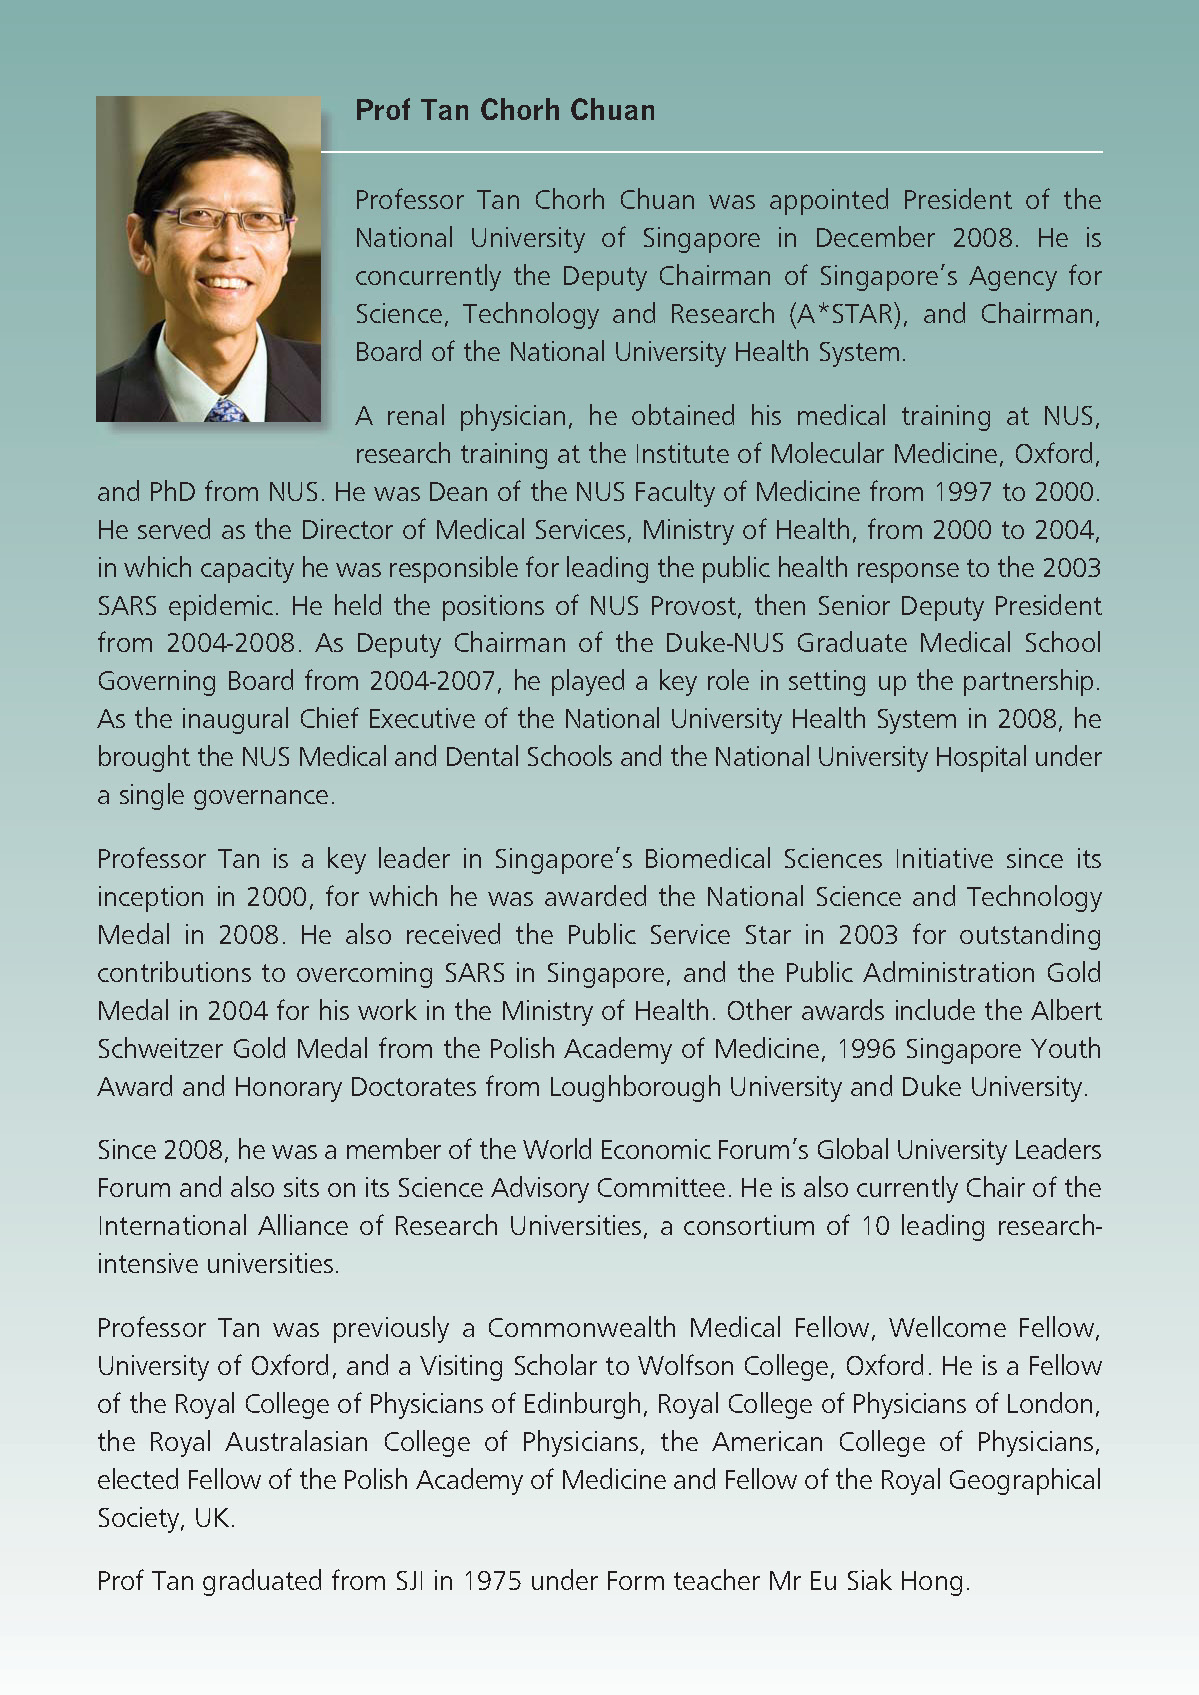 Prof Tan Chorh Chuan
Professor Tan Chorh Chuan was appointed President of the
National University of Singapore in December 2008. He is
concurrently the Deputy Chairman of Singapore’s Agency for
Science, Technology and Research (A*STAR), and Chairman,
Board of the National University Health System.
A renal physician, he obtained his medical training at NUS,
research training at the Institute of Molecular Medicine, Oxford,
and PhD from NUS. He was Dean of the NUS Faculty of Medicine from 1997 to 2000.
He served as the Director of Medical Services, Ministry of Health, from 2000 to 2004,
in which capacity he was responsible for leading the public health response to the 2003
SARS epidemic. He held the positions of NUS Provost, then Senior Deputy President
from 2004-2008. As Deputy Chairman of the Duke-NUS Graduate Medical School
Governing Board from 2004-2007, he played a key role in setting up the partnership.
As the inaugural Chief Executive of the National University Health System in 2008, he
brought the NUS Medical and Dental Schools and the National University Hospital under
a single governance.
Professor Tan is a key leader in Singapore’s Biomedical Sciences Initiative since its
inception in 2000, for which he was awarded the National Science and Technology
Medal in 2008. He also received the Public Service Star in 2003 for outstanding
contributions to overcoming SARS in Singapore, and the Public Administration Gold
Medal in 2004 for his work in the Ministry of Health. Other awards include the Albert
Schweitzer Gold Medal from the Polish Academy of Medicine, 1996 Singapore Youth
Award and Honorary Doctorates from Loughborough University and Duke University.
Since 2008, he was a member of the World Economic Forum’s Global University Leaders
Forum and also sits on its Science Advisory Committee. He is also currently Chair of the
International Alliance of Research Universities, a consortium of 10 leading research-
intensive universities.
Professor Tan was previously a Commonwealth Medical Fellow, Wellcome Fellow,
University of Oxford, and a Visiting Scholar to Wolfson College, Oxford. He is a Fellow
of the Royal College of Physicians of Edinburgh, Royal College of Physicians of London,
the Royal Australasian College of Physicians, the American College of Physicians,
elected Fellow of the Polish Academy of Medicine and Fellow of the Royal Geographical
Society, UK.
Prof Tan graduated from SJI in 1975 under Form teacher Mr Eu Siak Hong.